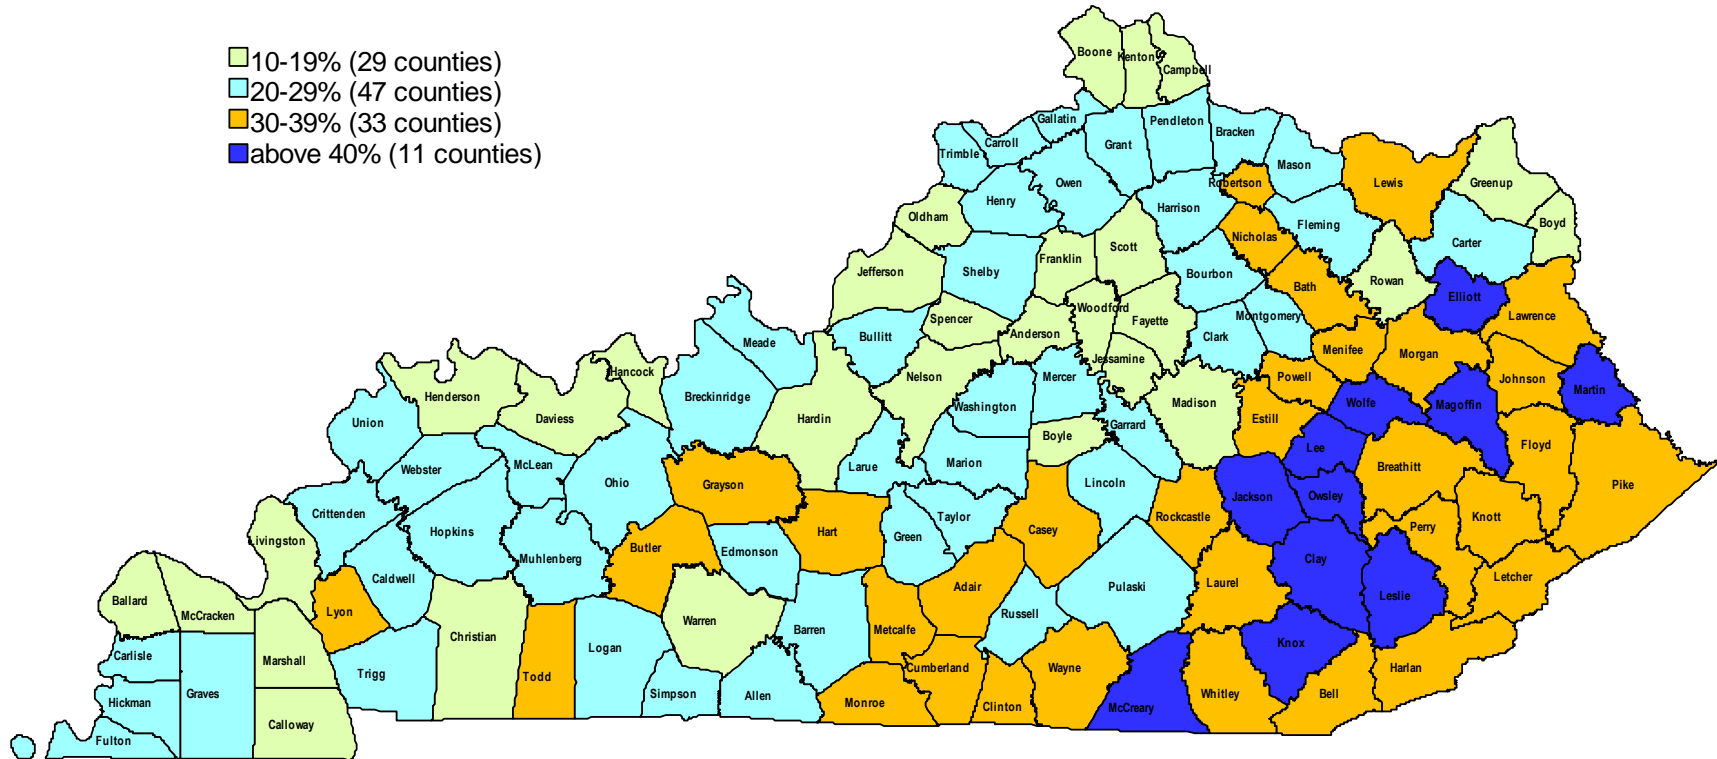 10-19% (29 counties)
20-29% (47 counties)
30-39% (33 counties)
above 40% (11 counties)
Boone
Kenton
Campbell
Gallatin
Pendleton
Carroll
Grant
Bracken
Trimble
Mason
Owen
Robertson
Lewis
Greenup
Henry
Harrison
Oldham
Fleming
Boyd
Nicholas
Scott
Carter
Franklin
Jefferson
Shelby
Bourbon
Rowan
Bath
Elliott
Woodford
Spencer
Fayette
Montgomery
Lawrence
Anderson
Bullitt
Clark
Meade
Menifee
Morgan
Jessamine
Hancock
Nelson
Mercer
Powell
Johnson
Martin
Henderson
Breckinridge
Washington
Madison
Wolfe
Magoffin
Daviess
Hardin
Estill
Union
Garrard
Boyle
Floyd
Lee
McLean
Marion
Webster
Larue
Breathitt
Ohio
Grayson
Lincoln
Pike
Jackson
Owsley
Crittenden
Taylor
Rockcastle
Knott
Hopkins
Hart
Casey
Perry
Livingston
Green
Butler
Edmonson
Muhlenberg
Clay
Caldwell
Letcher
Laurel
Adair
Pulaski
Leslie
Ballard
Lyon
McCracken
Russell
Warren
Barren
Metcalfe
Christian
Knox
Logan
Carlisle
Marshall
Cumberland
Wayne
Harlan
Trigg
Todd
Graves
Simpson
Allen
Whitley
Bell
Hickman
Monroe
Clinton
McCreary
Calloway
Fulton